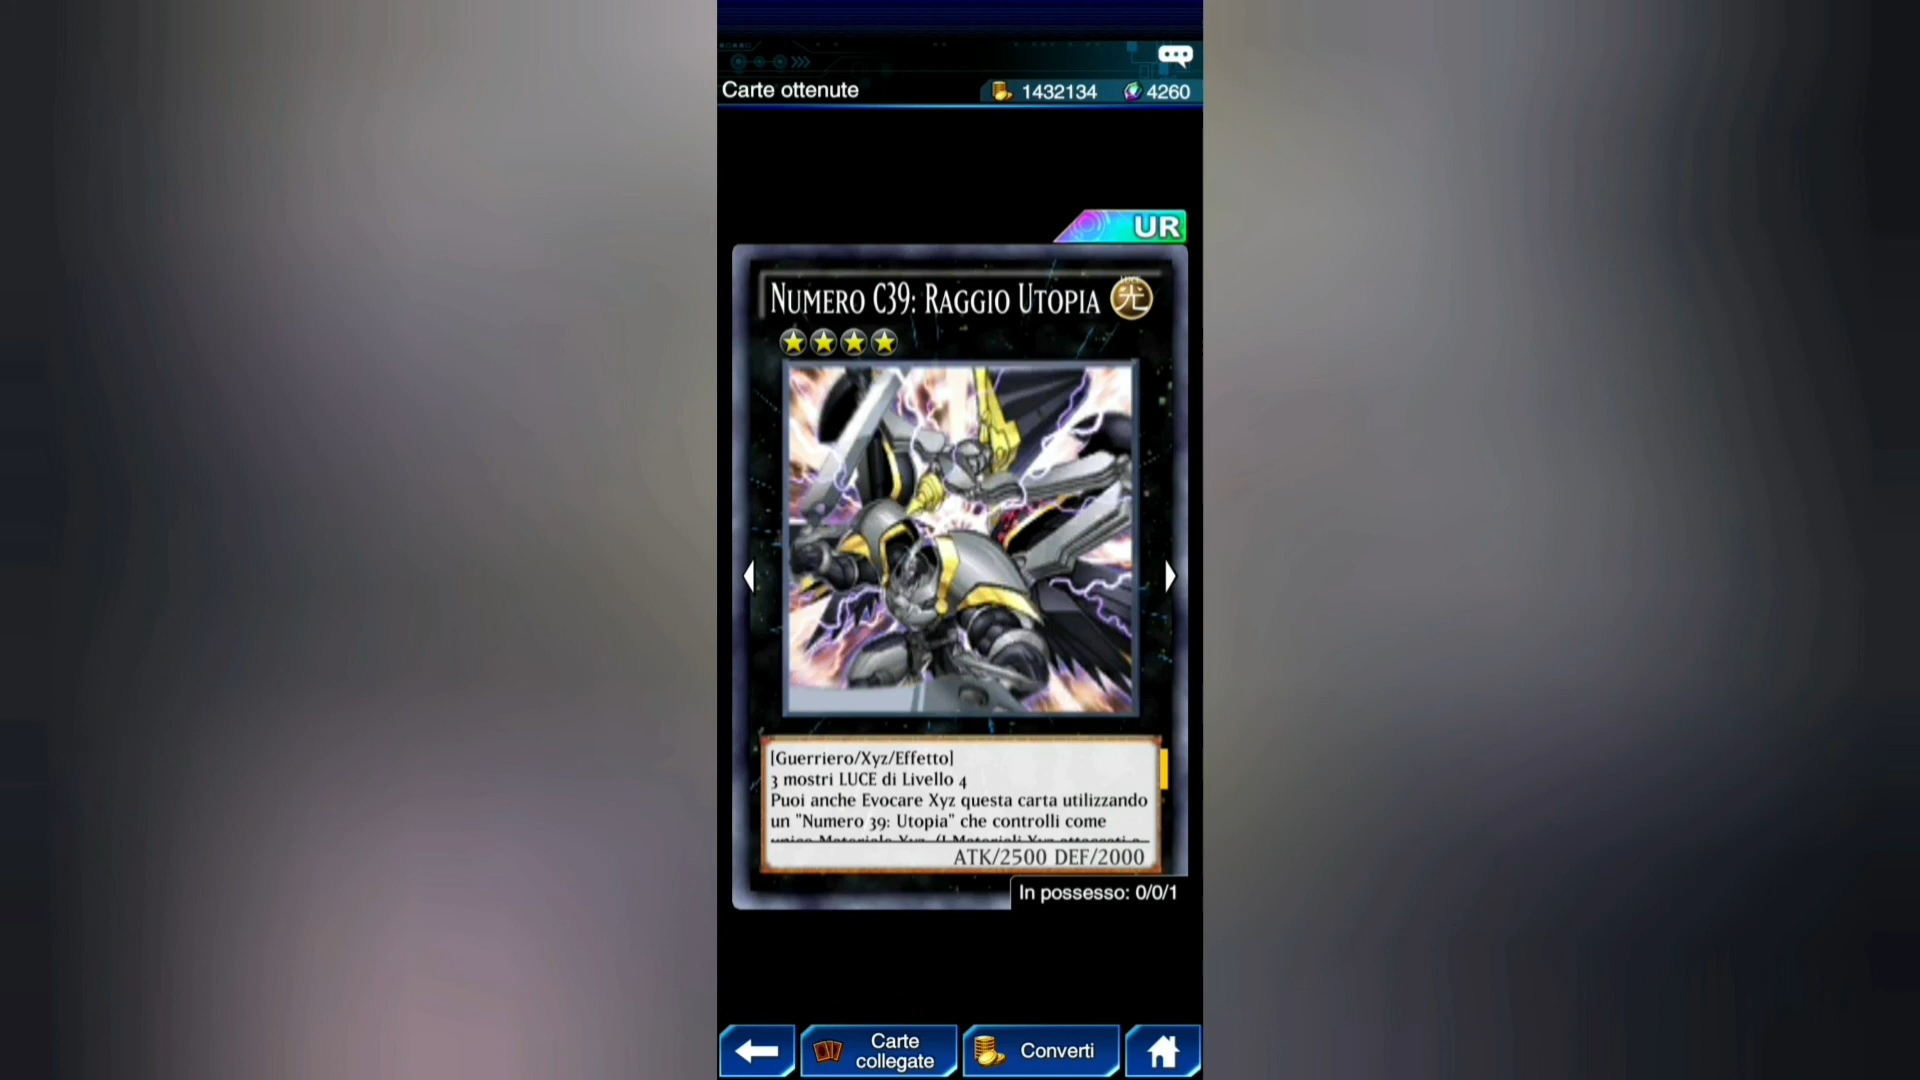 Carte ottenute
1432134
4260
UR
NUMERO C39: RAGGIO UTOPIA
光
[Guerriero/Xyz/Effetto]
3 mostri LUCE di Livello 4
Puoi anche Evocare Xyz questa carta utilizzando
un "Numero 39: Utopia" che controlli come
ATK/2500 DEF/2000
In possesso: 0/0/1
Carte
collegate
Converti